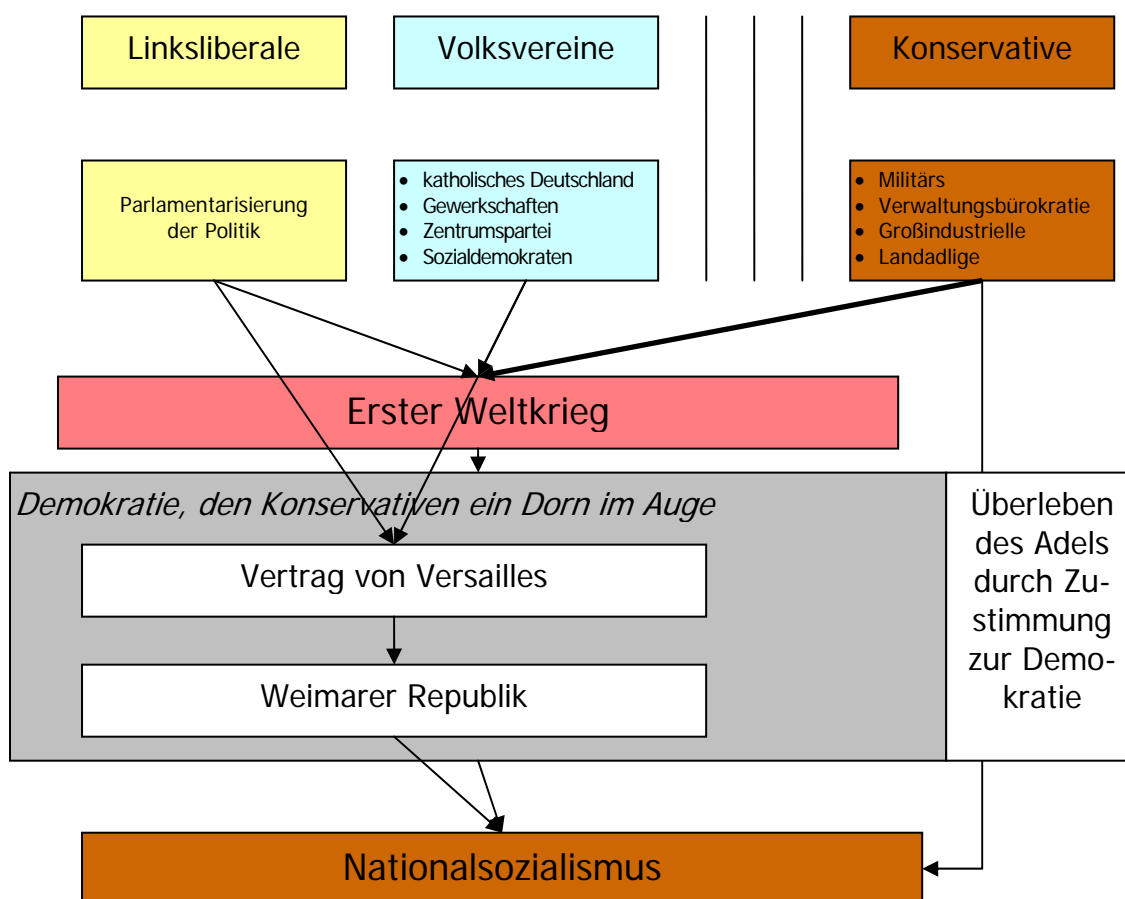 Linksliberale
Volksvereine
Konservative
Parlamentarisierung
der Politik
• katholisches Deutschland
• Gewerkschaften
• Zentrumspartei
• Sozialdemokraten
• Militärs
• Verwaltungsbürokratie
• Großindustrielle
• Landadlige
Erster Weltkrieg
Demokratie, den Konservativen ein Dorn im Auge
Vertrag von Versailles
Weimarer Republik
Überleben
des Adels
durch Zu-
stimmung
zur Demo-
kratie
Nationalsozialismus